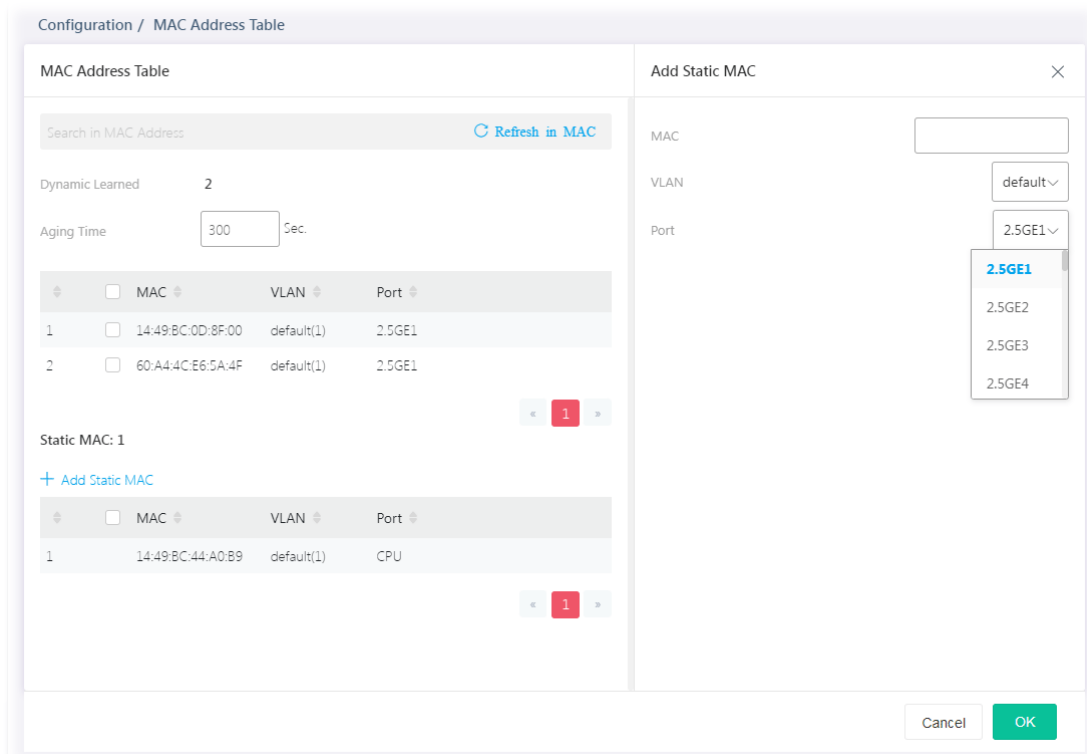 Configuration / MAC Address Table
MAC Address Table
Search in MAC Address
Refresh in MAC
Dynamic Learned 2
Aging Time 300 Sec.
MAC VLAN Port
1 14:49:BC:0D:8F:00 default(1) 2.5GE1
2 60:A4:4C:E6:5A:4F default(1) 2.5GE1
« 1 »
Static MAC: 1
+ Add Static MAC
MAC VLAN Port
1 14:49:BC:44:A0:B9 default(1) CPU
« 1 »
Add Static MAC
MAC
VLAN default
Port 2.5GE1
2.5GE1
2.5GE2
2.5GE3
2.5GE4
Cancel OK